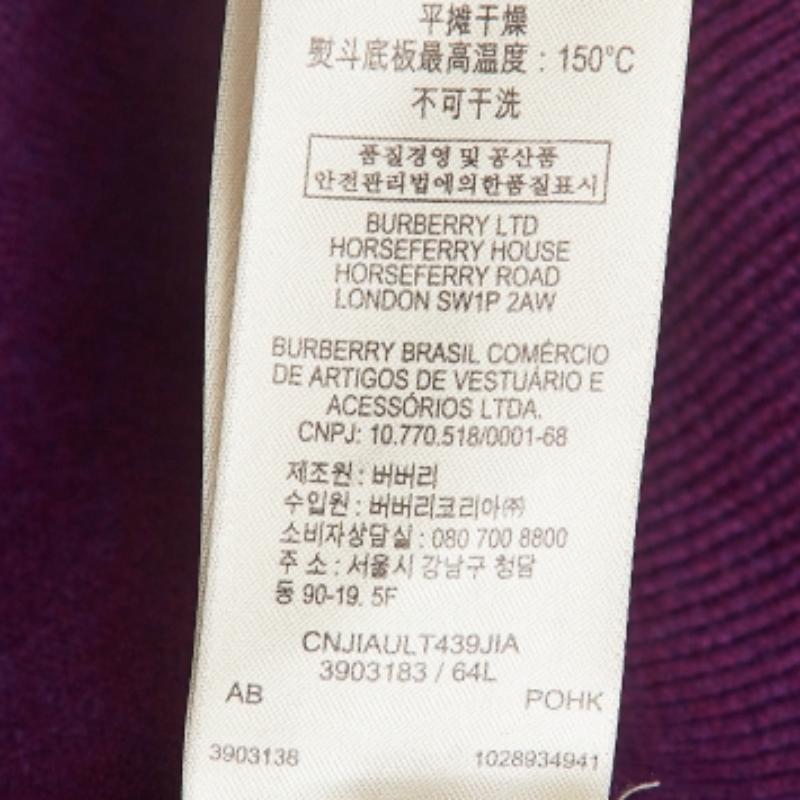 平摊干燥
熨斗底板最高温度：150°C
不可干洗
품질경영 및 공산품
안전관리법에의한품질표시
BURBERRY LTD
HORSEFERRY HOUSE
HORSEFERRY ROAD
LONDON SW1P 2AW
BURBERRY BRASIL COMÉRCIO
DE ARTIGOS DE VESTUÁRIO E
ACESSÓRIOS LTDA.
CNPJ: 10.770.518/0001-68
제조원 : 버버리
수입원 : 버버리코리아㈜
소비자상담실 : 080 700 8800
주 소 : 서울시 강남구 청담
동 90-19. 5F
CNJIAULT439JIA
3903183 / 64L
AB POHK
3903138 1028934941